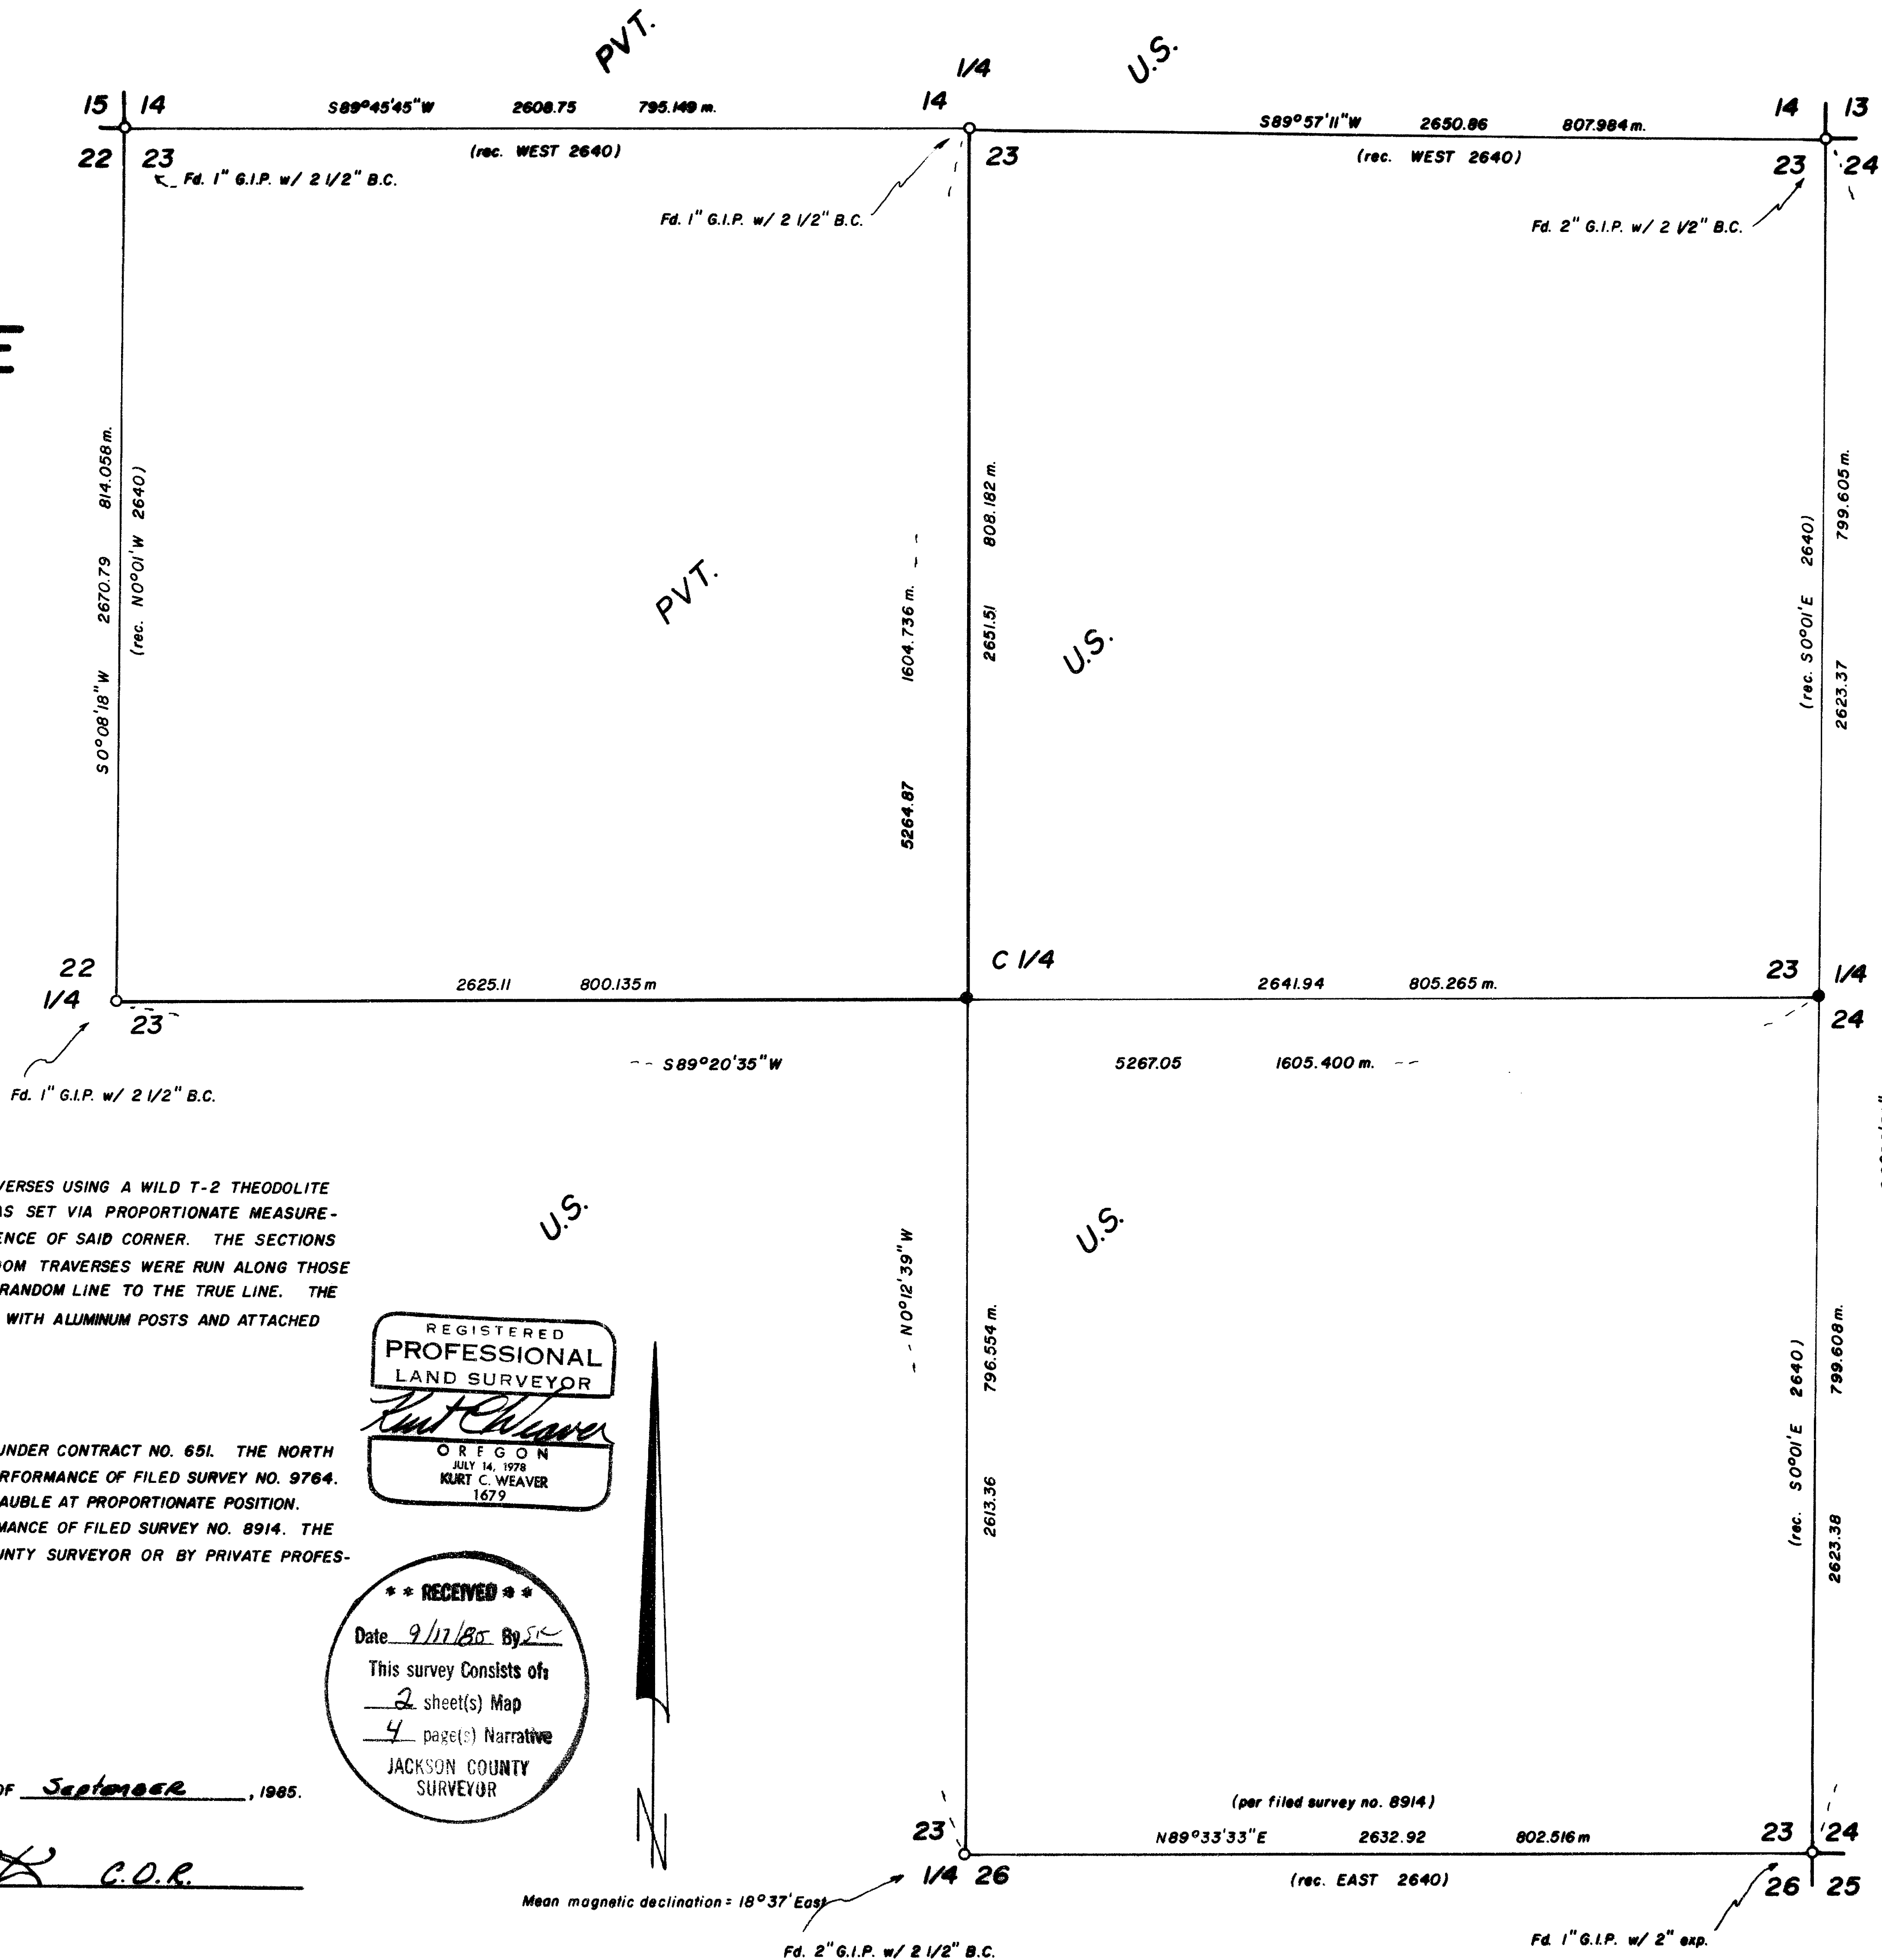 PVT.
U.S.
1/4
15 14
S89°45'45"W 2608.75 795.149 m.
14
S89°57'11"W 2650.86 807.984 m.
14 13
22 23
(rec. WEST 2640)
23
(rec. WEST 2640)
23 24
Fd. 1" G.I.P. w/ 2 1/2" B.C.
Fd. 1" G.I.P. w/ 2 1/2" B.C.
Fd. 2" G.I.P. w/ 2 1/2" B.C.
S0°08'18"W 2670.79 814.058 m.
(rec. N0°01'W 2640)
PVT.
5264.87 1604.736 m.
2651.51 808.182 m.
U.S.
(rec. S0°01'E 2640)
2623.37 799.605 m.
22
1/4
23
2625.11 800.135 m
C 1/4
2641.94 805.265 m.
23 1/4
24
Fd. 1" G.I.P. w/ 2 1/2" B.C.
S89°20'35"W 5267.05 1605.400 m.
VERSES USING A WILD T-2 THEODOLITE
AS SET VIA PROPORTIONATE MEASURE-
ENCE OF SAID CORNER. THE SECTIONS
DOM TRAVERSES WERE RUN ALONG THOSE
RANDOM LINE TO THE TRUE LINE. THE
WITH ALUMINUM POSTS AND ATTACHED
U.S.
U.S.
N0°12'39"W
2613.36 796.554 m.
(rec. S0°01'E 2640)
2623.38 799.608 m.
REGISTERED
PROFESSIONAL
LAND SURVEYOR
Kurt C Weaver
OREGON
JULY 14, 1978
KURT C. WEAVER
1679
UNDER CONTRACT NO. 651. THE NORTH
RFORMANCE OF FILED SURVEY NO. 9764.
AUBLE AT PROPORTIONATE POSITION.
MANCE OF FILED SURVEY NO. 8914. THE
UNTY SURVEYOR OR BY PRIVATE PROFES-
* * RECEIVED * *
Date 9/17/85 By SK
This survey Consists of:
2 sheet(s) Map
4 page(s) Narrative
JACKSON COUNTY
SURVEYOR
OF September, 1985.
C.O.R.
N
Mean magnetic declination = 18°37' East
(per filed survey no. 8914)
23
N89°33'33"E 2632.92 802.516 m
23 24
1/4 26
(rec. EAST 2640)
26 25
Fd. 2" G.I.P. w/ 2 1/2" B.C.
Fd. 1" G.I.P. w/ 2" exp.